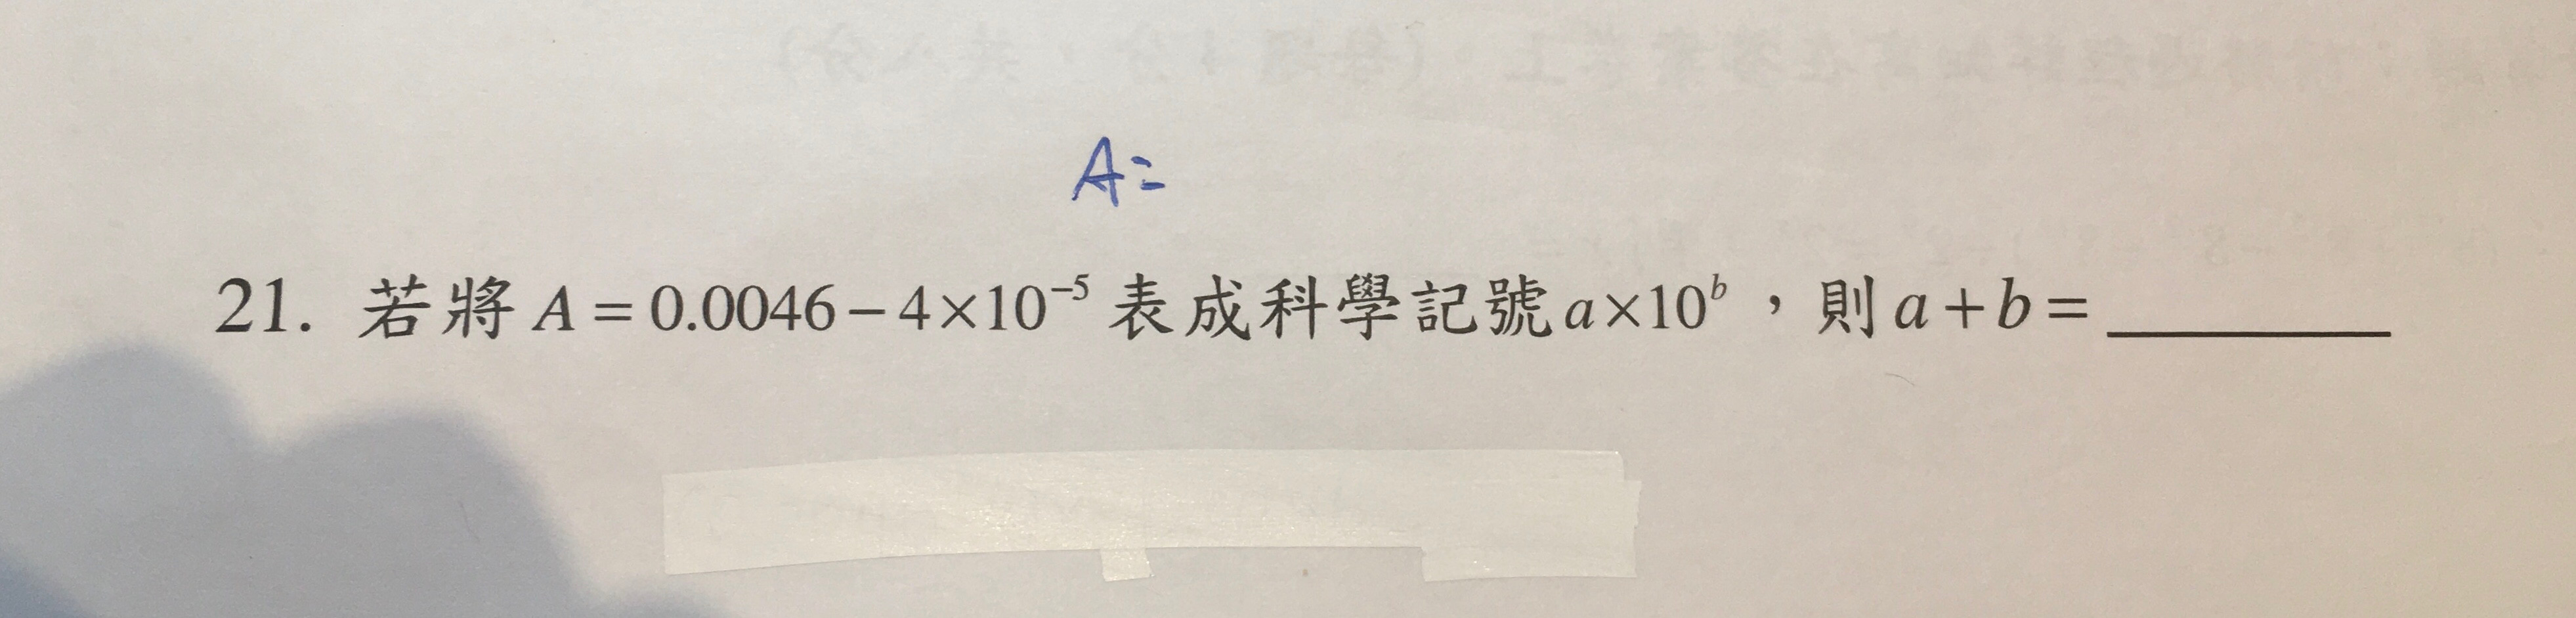 A=
21. 若將 A = 0.0046 − 4×10⁻⁵ 表成科學記號 a×10ᵇ，則 a + b = ________